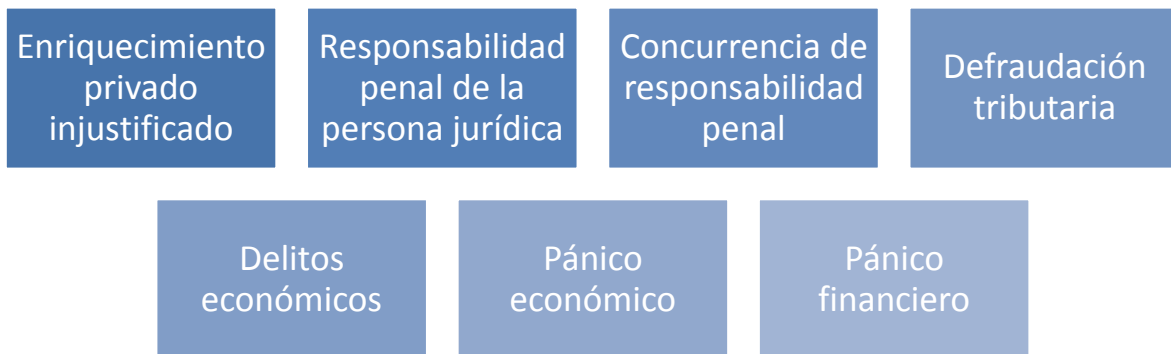 Enriquecimiento
privado
injustificado
Responsabilidad
penal de la
persona jurídica
Concurrencia de
responsabilidad
penal
Defraudación
tributaria
Delitos
económicos
Pánico
económico
Pánico
financiero